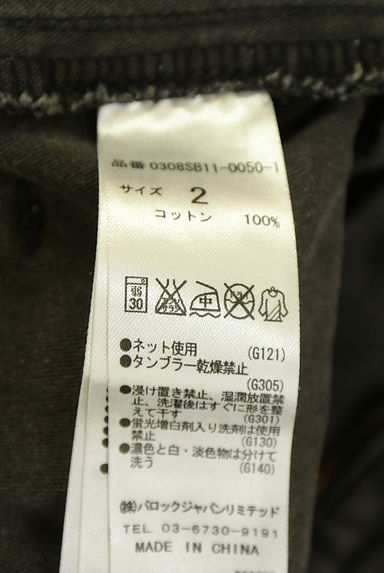 品番 0308SB11-0050-1
サイズ 2
コットン 100%
弱
30
中
●ネット使用 (G121)
●タンブラー乾燥禁止
(G305)
●浸け置き禁止、湿潤放置禁
止、洗濯後はすぐに形を整
えて干す (G301)
●蛍光増白剤入り洗剤は使用
禁止 (G130)
●濃色と白・淡色物は分けて
洗う (G140)
㈱バロックジャパンリミテッド
TEL. 03-6730-9191
MADE IN CHINA